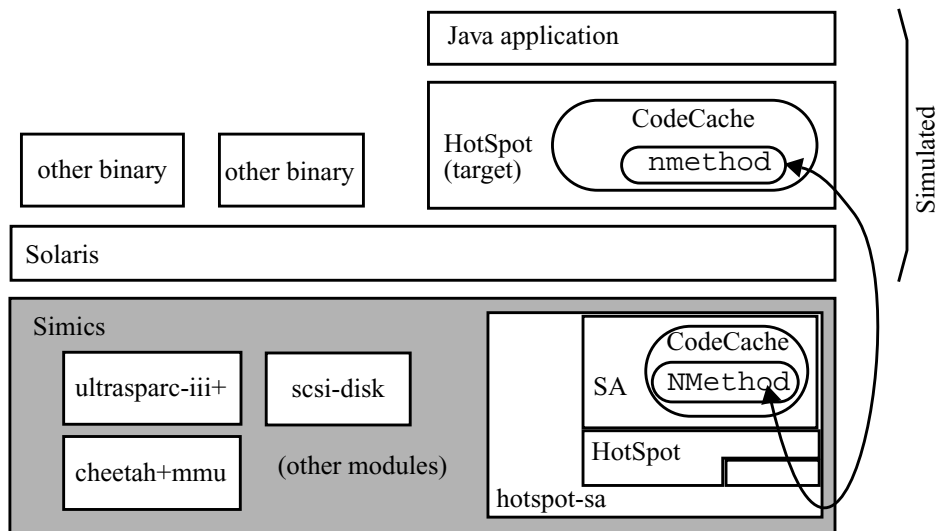 Java application
CodeCache
HotSpot
(target)
nmethod
other binary
other binary
Simulated
Solaris
Simics
CodeCache
ultrasparc-iii+
scsi-disk
SA
NMethod
HotSpot
cheetah+mmu
(other modules)
hotspot-sa